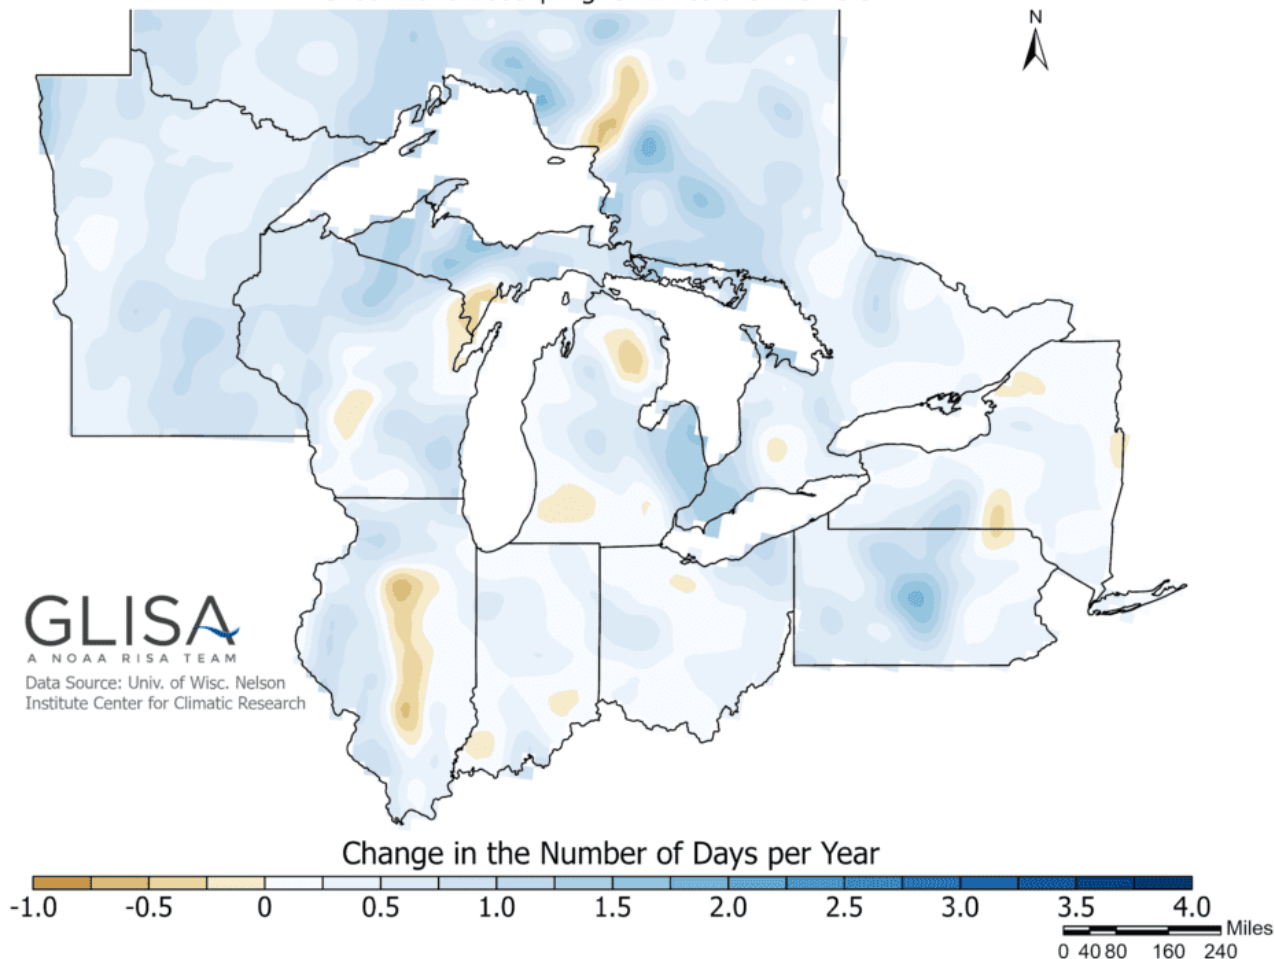 N
GLISA
A NOAA RISA TEAM
Data Source: Univ. of Wisc. Nelson
Institute Center for Climatic Research
Change in the Number of Days per Year
-1.0 -0.5 0 0.5 1.0 1.5 2.0 2.5 3.0 3.5 4.0
Miles
0 40 80 160 240